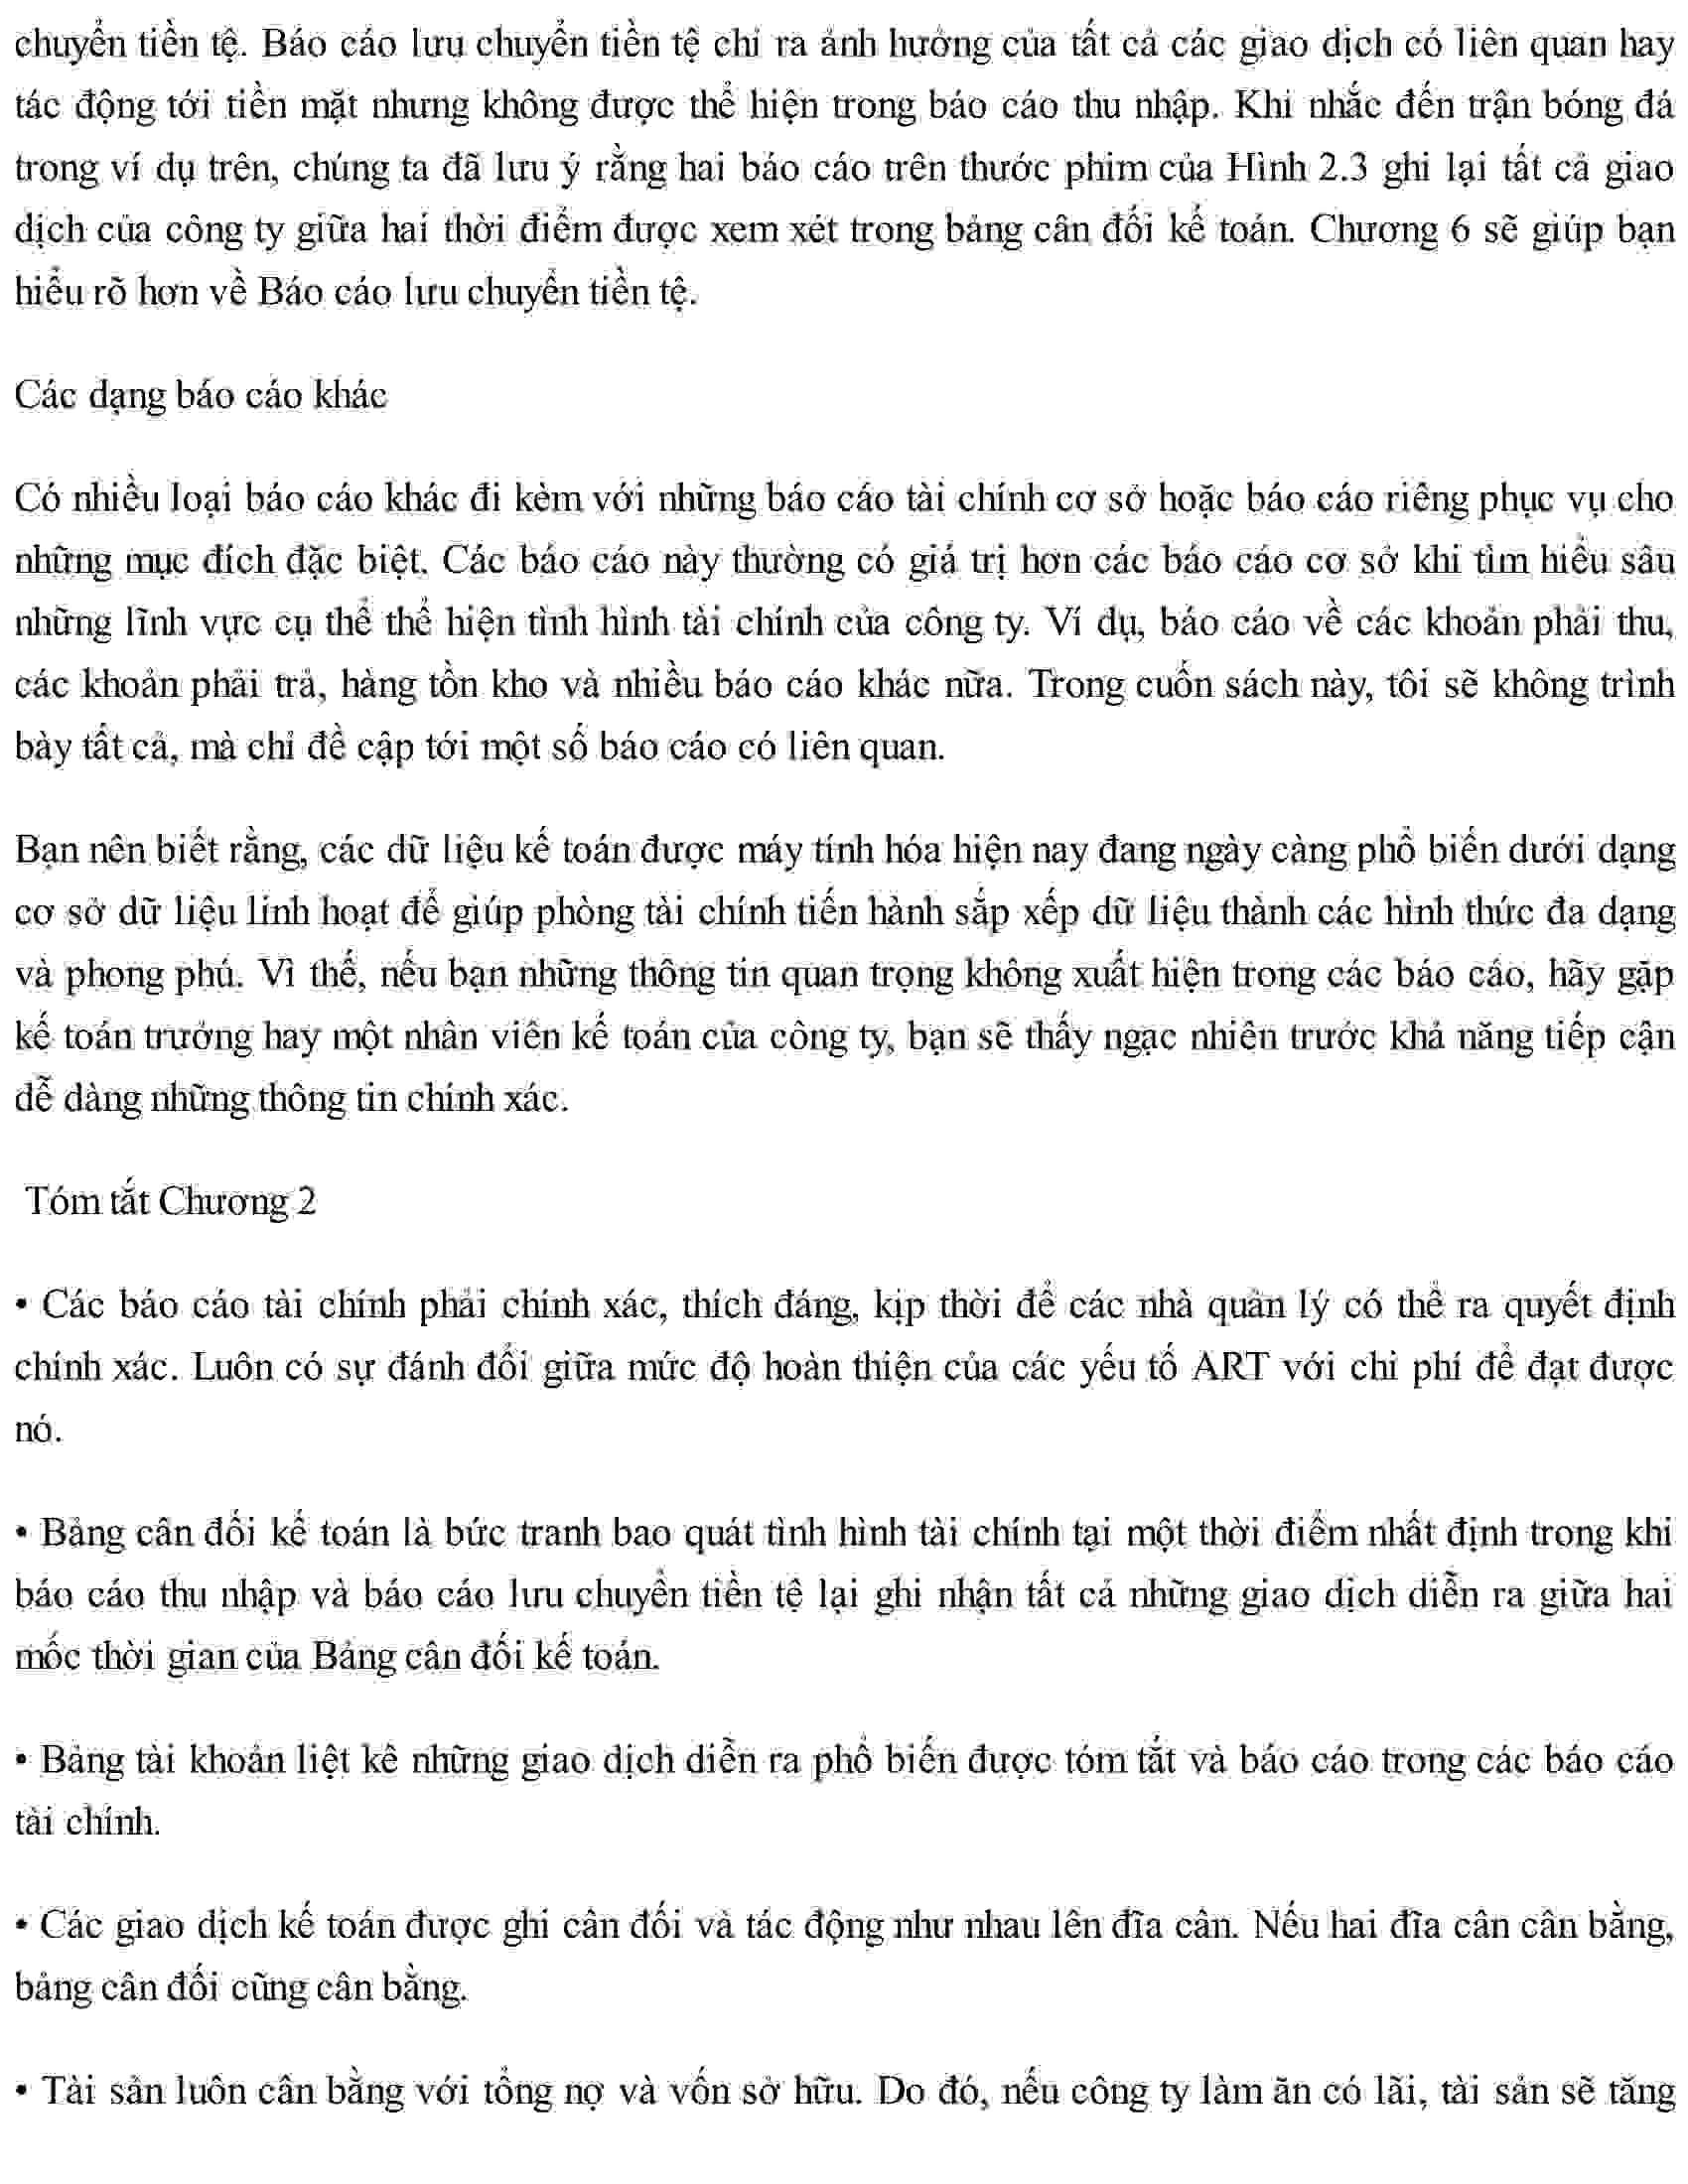 chuyển tiền tệ. Báo cáo lưu chuyển tiền tệ chỉ ra ảnh hưởng của tất cả các giao dịch có liên quan hay
tác động tới tiền mặt nhưng không được thể hiện trong báo cáo thu nhập. Khi nhắc đến trận bóng đá
trong ví dụ trên, chúng ta đã lưu ý rằng hai báo cáo trên thước phim của Hình 2.3 ghi lại tất cả giao
dịch của công ty giữa hai thời điểm được xem xét trong bảng cân đối kế toán. Chương 6 sẽ giúp bạn
hiểu rõ hơn về Báo cáo lưu chuyển tiền tệ.
Các dạng báo cáo khác
Có nhiều loại báo cáo khác đi kèm với những báo cáo tài chính cơ sở hoặc báo cáo riêng phục vụ cho
những mục đích đặc biệt. Các báo cáo này thường có giá trị hơn các báo cáo cơ sở khi tìm hiểu sâu
những lĩnh vực cụ thể thể hiện tình hình tài chính của công ty. Ví dụ, báo cáo về các khoản phải thu,
các khoản phải trả, hàng tồn kho và nhiều báo cáo khác nữa. Trong cuốn sách này, tôi sẽ không trình
bày tất cả, mà chỉ đề cập tới một số báo cáo có liên quan.
Bạn nên biết rằng, các dữ liệu kế toán được máy tính hóa hiện nay đang ngày càng phổ biến dưới dạng
cơ sở dữ liệu linh hoạt để giúp phòng tài chính tiến hành sắp xếp dữ liệu thành các hình thức đa dạng
và phong phú. Vì thế, nếu bạn những thông tin quan trọng không xuất hiện trong các báo cáo, hãy gặp
kế toán trưởng hay một nhân viên kế toán của công ty, bạn sẽ thấy ngạc nhiên trước khả năng tiếp cận
dễ dàng những thông tin chính xác.
Tóm tắt Chương 2
• Các báo cáo tài chính phải chính xác, thích đáng, kịp thời để các nhà quản lý có thể ra quyết định
chính xác. Luôn có sự đánh đổi giữa mức độ hoàn thiện của các yếu tố ART với chi phí để đạt được
nó.
• Bảng cân đối kế toán là bức tranh bao quát tình hình tài chính tại một thời điểm nhất định trong khi
báo cáo thu nhập và báo cáo lưu chuyển tiền tệ lại ghi nhận tất cả những giao dịch diễn ra giữa hai
mốc thời gian của Bảng cân đối kế toán.
• Bảng tài khoản liệt kê những giao dịch diễn ra phổ biến được tóm tắt và báo cáo trong các báo cáo
tài chính.
• Các giao dịch kế toán được ghi cân đối và tác động như nhau lên đĩa cân. Nếu hai đĩa cân cân bằng,
bảng cân đối cũng cân bằng.
• Tài sản luôn cân bằng với tổng nợ và vốn sở hữu. Do đó, nếu công ty làm ăn có lãi, tài sản sẽ tăng